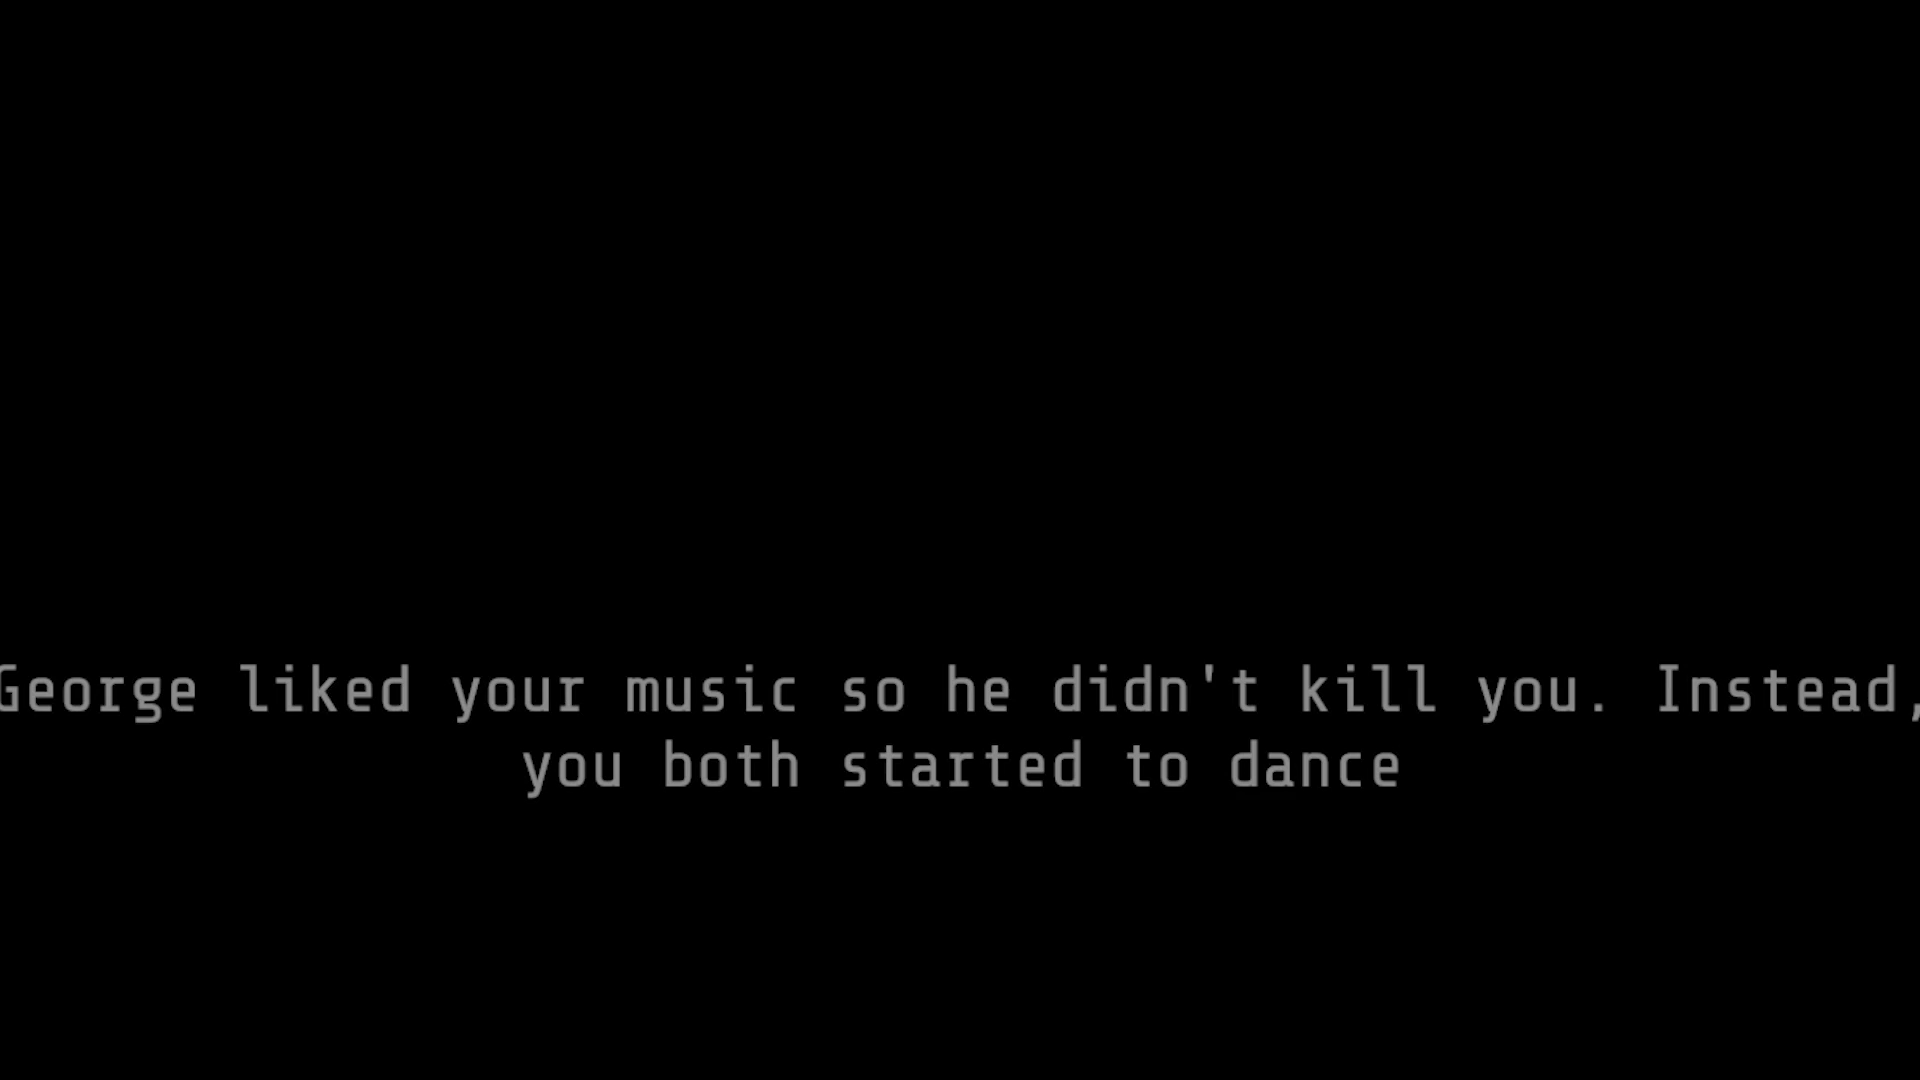 George liked your music so he didn't kill you. Instead,
you both started to dance